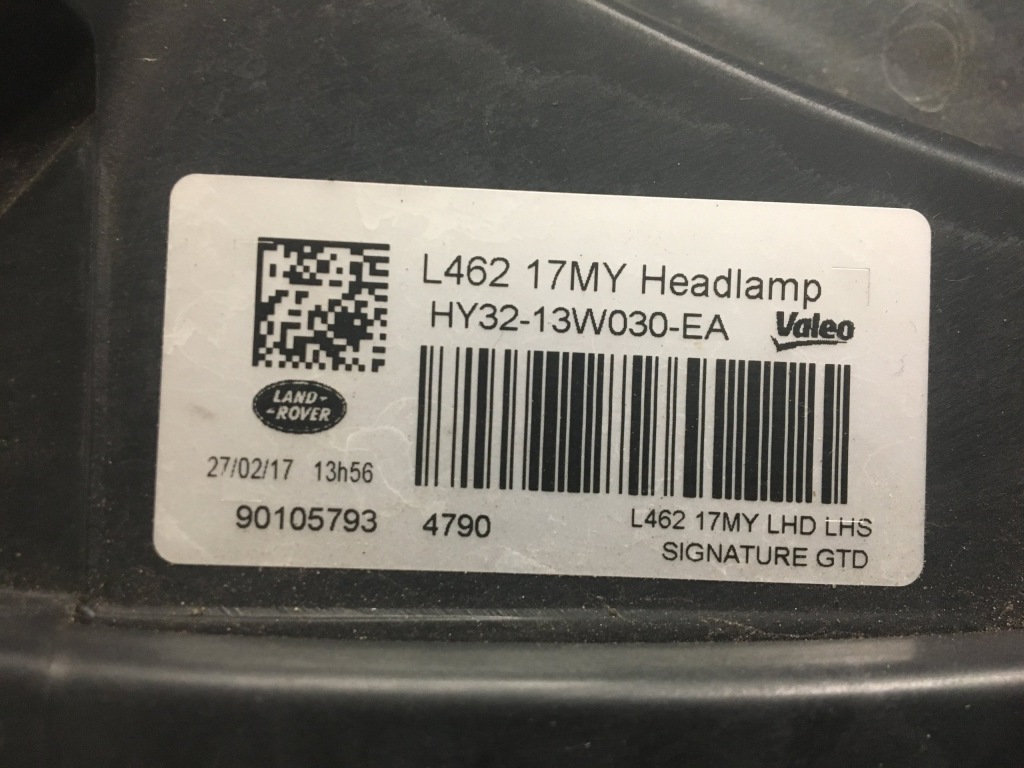 L462 17MY Headlamp
HY32-13W030-EA
Valeo
LAND-
-ROVER
27/02/17 13h56
90105793 4790
L462 17MY LHD LHS
SIGNATURE GTD